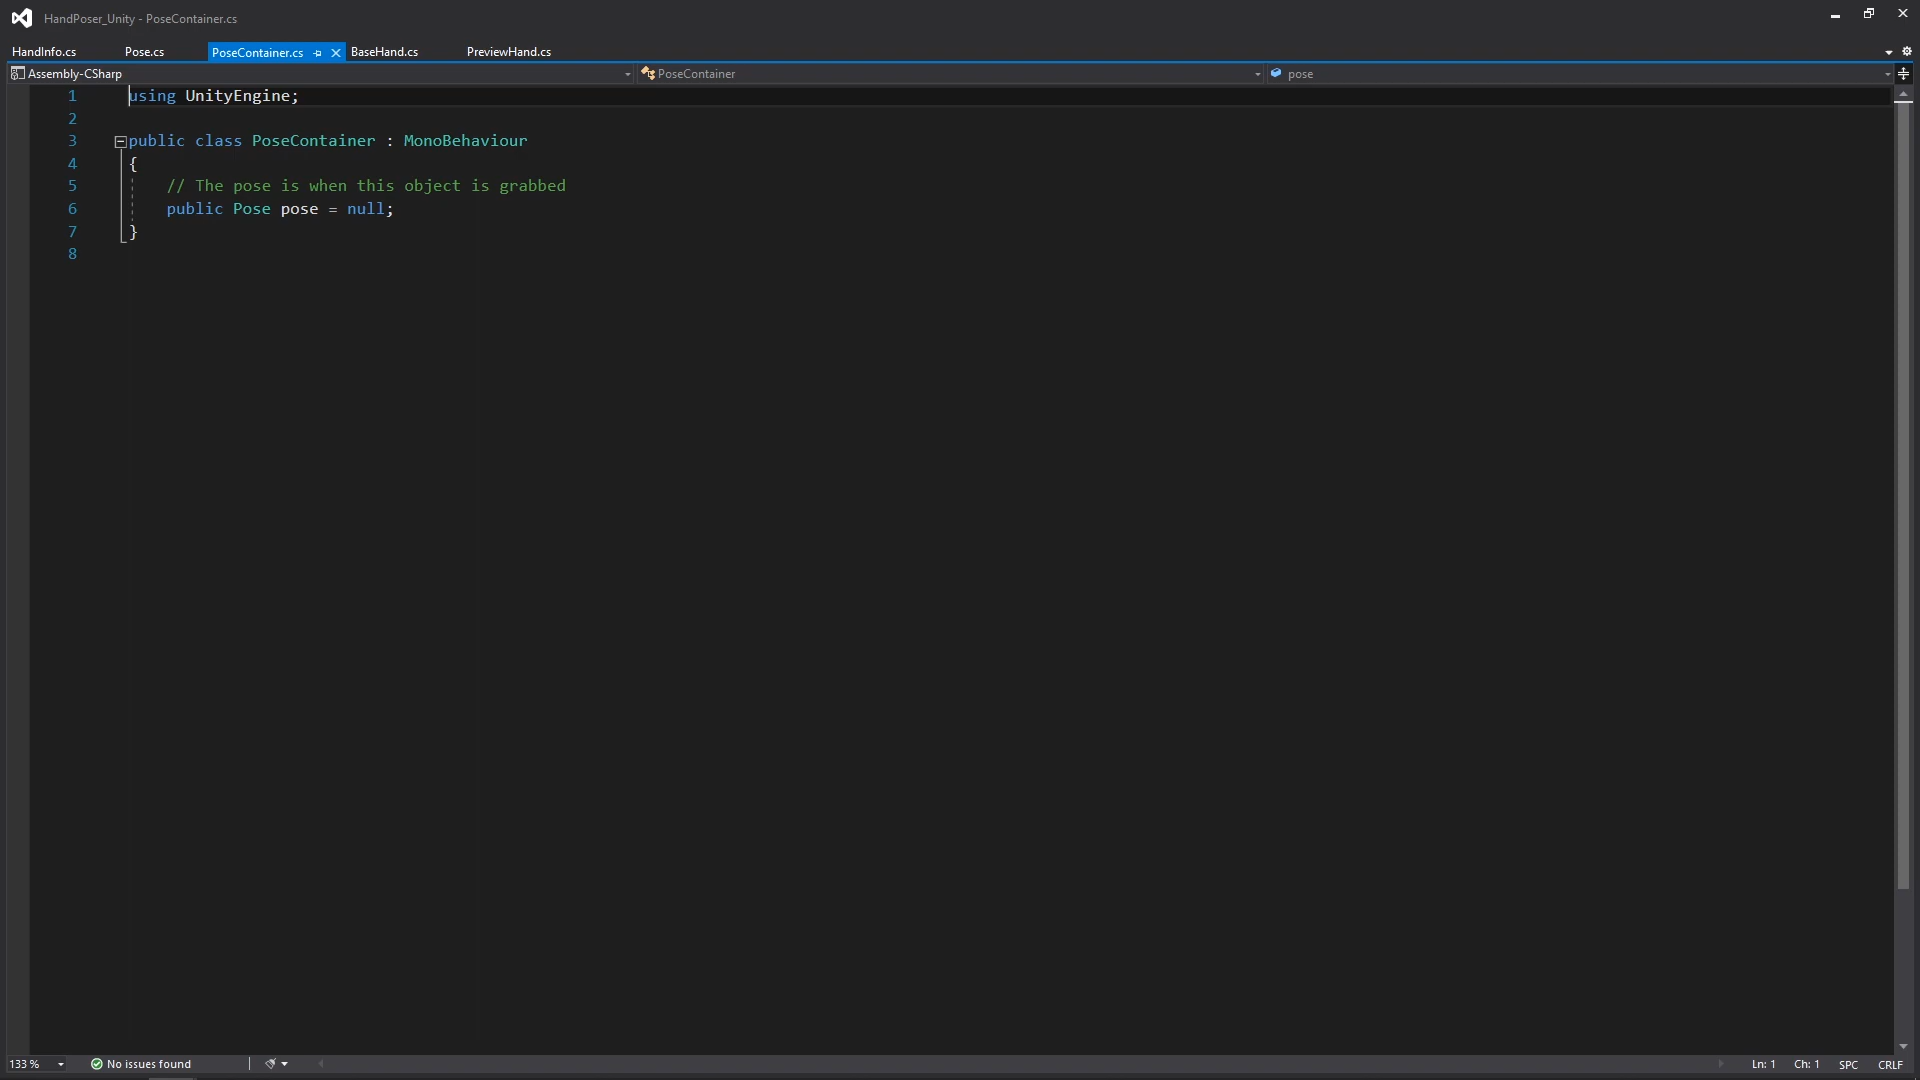 HandPoser_Unity - PoseContainer.cs
HandInfo.cs Pose.cs PoseContainer.cs BaseHand.cs PreviewHand.cs
Assembly-CSharp PoseContainer pose
1 using UnityEngine;
2
3 public class PoseContainer : MonoBehaviour
4 {
5 // The pose is when this object is grabbed
6 public Pose pose = null;
7 }
8
133 % No issues found Ln: 1 Ch: 1 SPC CRLF